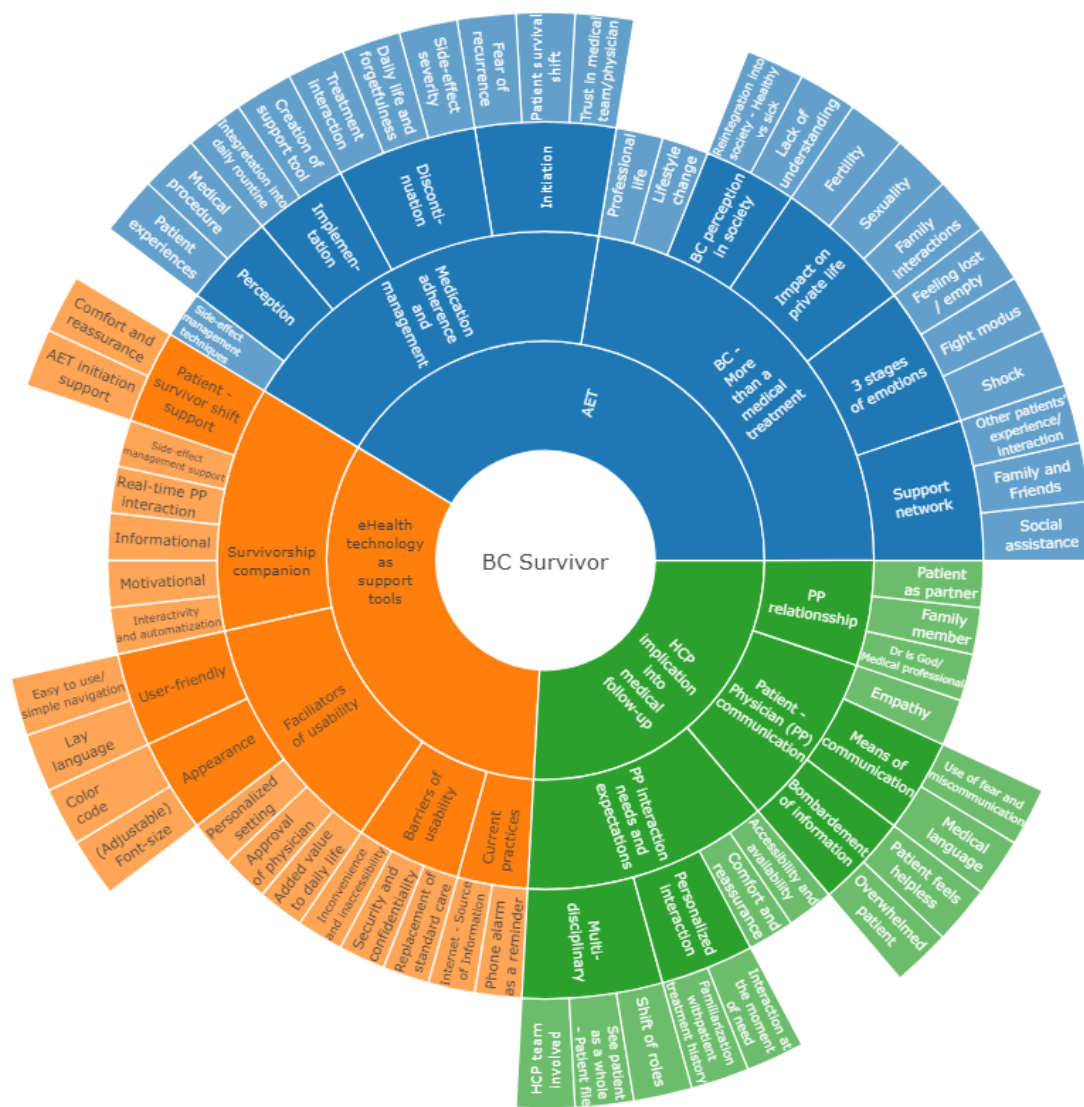 BC Survivor
AET
Medication
adherence
and
management
Perception
Side-effect
management
techniques
Patient
experiences
Medical
procedure
Implemen-
tation
Integretation into
daily rountine
Creation of
support tool
Disconti-
nuation
Treatment
interaction
Daily life and
forgetfulness
Side-effect
severity
Initiation
Fear of
recurrence
Patient survival
shift
Trust in medical
team/physician
BC -
More
than a
medical
treatment
Professional
life
Lifestyle
change
BC perception
in society
Reintegration into
society - Healthy
vs sick
Lack of
understanding
Impact on
private life
Fertility
Sexuality
Family
interactions
3 stages
of emotions
Feeling lost
/ empty
Fight modus
Shock
Support
network
Other patients'
experience/
interaction
Family and
Friends
Social
assistance
HCP
implication
into
medical
follow-up
PP
relationsship
Patient
as partner
Family
member
Dr is God/
Medical professional
Empathy
Patient -
Physician (PP)
communication
Means of
communication
Use of fear and
miscommunication
Medical
language
Bombardement
of information
Patient feels
helpless
Overwhelmed
patient
PP interaction
needs and
expectations
Accessibility and
availability
Comfort and
reassurance
Personalized
interaction
Interaction at
the moment
of need
Familiarization
withpatient
treatment history
Multi-
disciplinary
Shift of roles
See patient
as a whole
- Patient file
HCP team
involved
eHealth
technology
as
support
tools
Current
practices
Phone alarm
as a reminder
Internet - Source
of Information
Barriers of
usability
Replacement of
standard care
Security and
confidentiality
Inconvenience
and inaccessibility
Faciliators
of usability
Added value
to daily life
Approval
of physician
Personalized
setting
Appearance
(Adjustable)
Font-size
Color
code
User-friendly
Lay
language
Easy to use/
simple navigation
Survivorship
companion
Interactivity
and automatization
Motivational
Informational
Real-time PP
interaction
Side-effect
management support
Patient -
survivor shift
support
AET initiation
support
Comfort and
reassurance